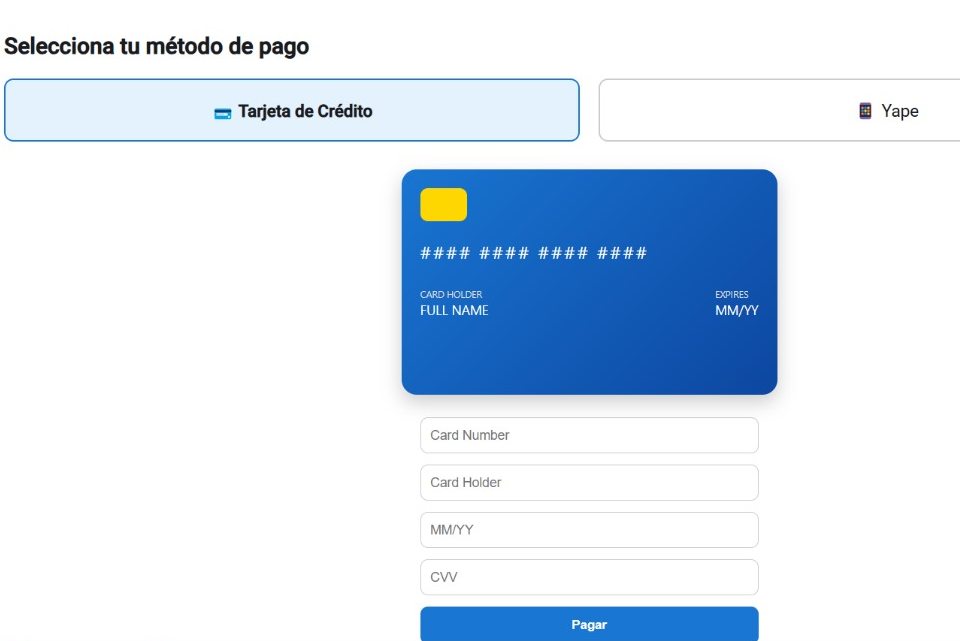 Selecciona tu método de pago
Tarjeta de Crédito
Yape
#### #### #### ####
CARD HOLDER
EXPIRES
FULL NAME
MM/YY
Card Number
Card Holder
MM/YY
CVV
Pagar